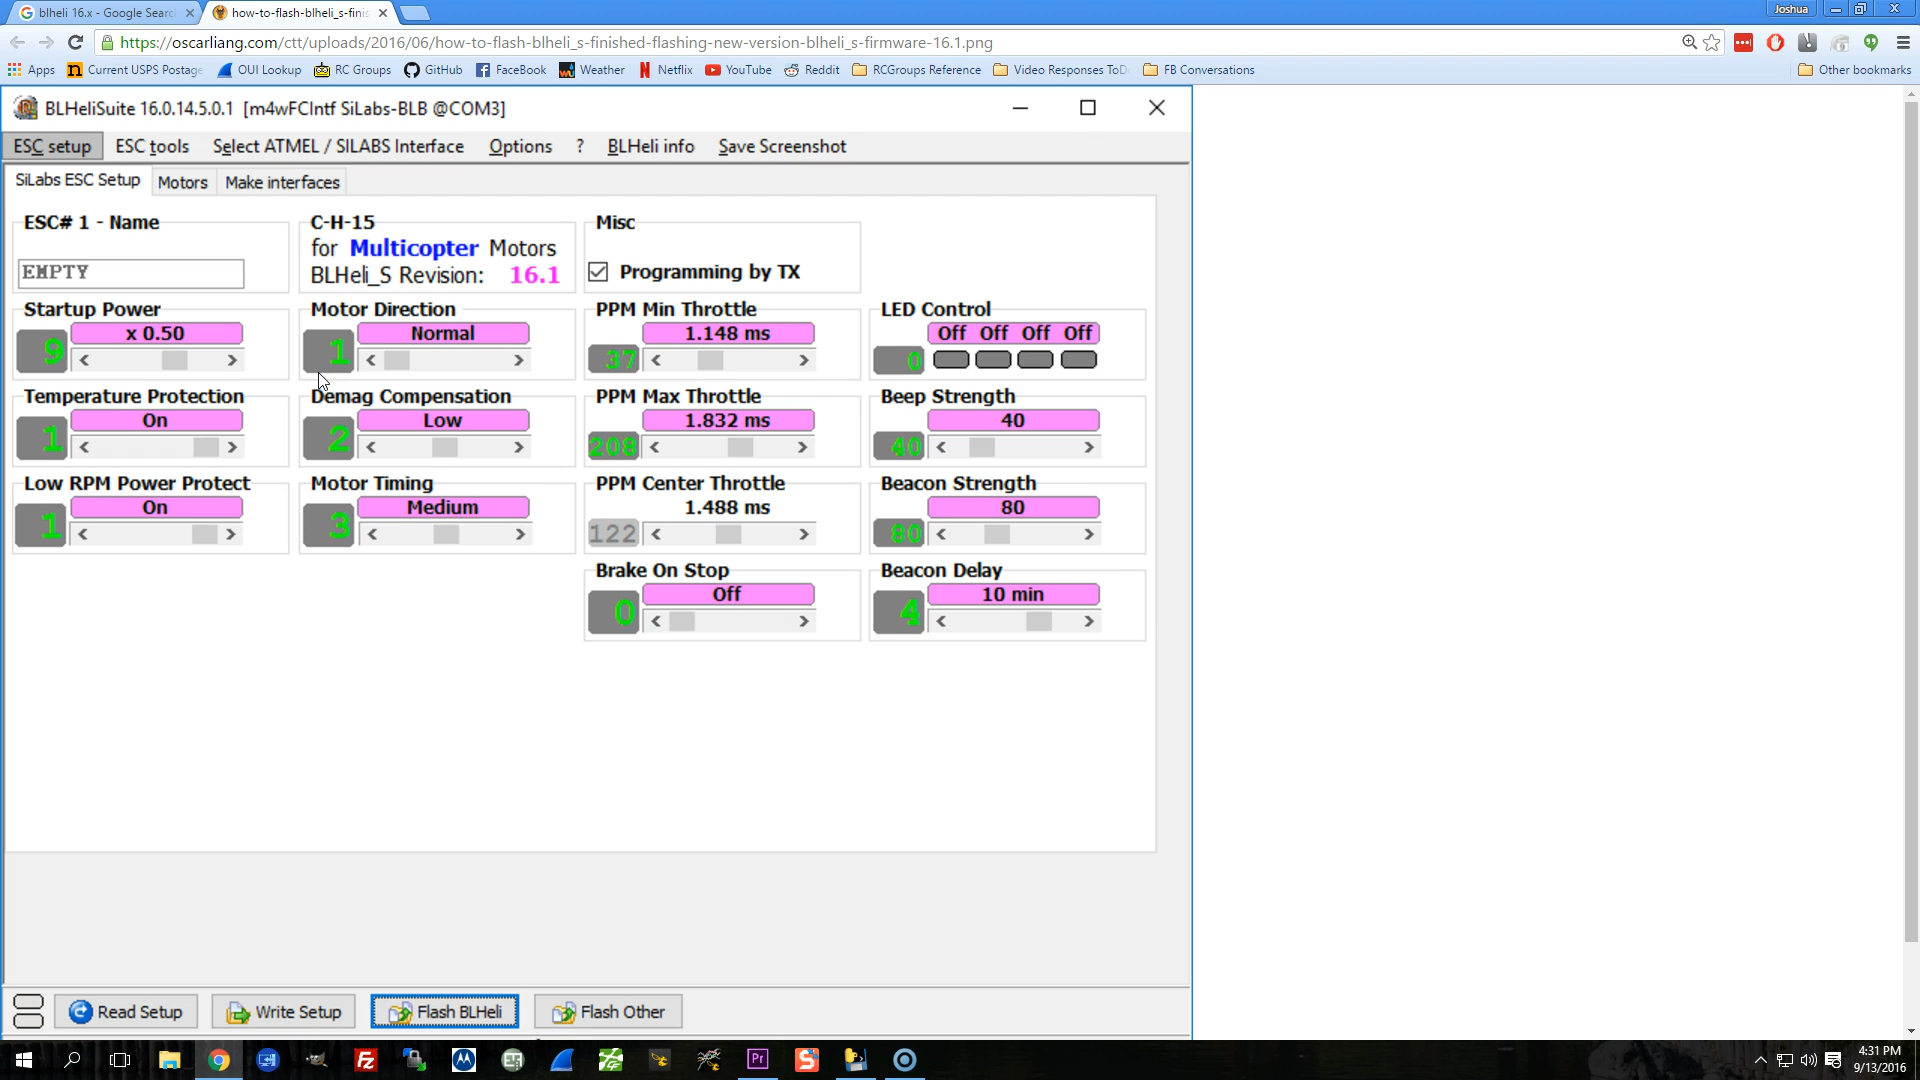 blheli 16.x - Google Searc
how-to-flash-blheli_s-finis
Joshua
https://oscarliang.com/ctt/uploads/2016/06/how-to-flash-blheli_s-finished-flashing-new-version-blheli_s-firmware-16.1.png
Apps
Current USPS Postage
OUI Lookup
RC Groups
GitHub
FaceBook
Weather
Netflix
YouTube
Reddit
RCGroups Reference
Video Responses ToD
FB Conversations
Other bookmarks
BLHeliSuite 16.0.14.5.0.1 [m4wFCIntf SiLabs-BLB @COM3]
ESC setup
ESC tools
Select ATMEL / SILABS Interface
Options
?
BLHeli info
Save Screenshot
SiLabs ESC Setup
Motors
Make interfaces
ESC# 1 - Name
EMPTY
C-H-15
for Multicopter Motors
BLHeli_S Revision: 16.1
Misc
Programming by TX
Startup Power
x 0.50
9
Motor Direction
Normal
1
PPM Min Throttle
1.148 ms
37
LED Control
Off Off Off Off
0
Temperature Protection
On
1
Demag Compensation
Low
2
PPM Max Throttle
1.832 ms
208
Beep Strength
40
40
Low RPM Power Protect
On
1
Motor Timing
Medium
3
PPM Center Throttle
1.488 ms
122
Beacon Strength
80
80
Brake On Stop
Off
0
Beacon Delay
10 min
4
Read Setup
Write Setup
Flash BLHeli
Flash Other
Fz
Pr
S
4:31 PM
9/13/2016